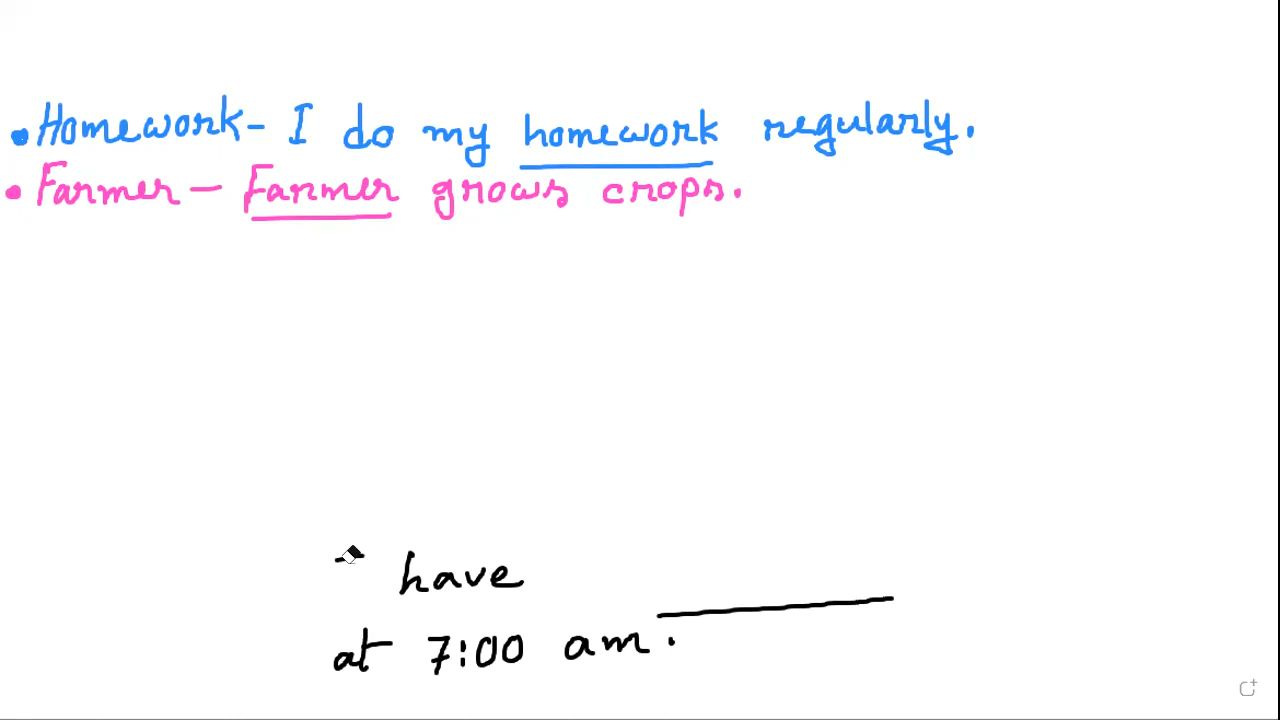 • Homework - I do my homework regularly.
• Farmer - Farmer grows crops.
have
at 7:00 am.